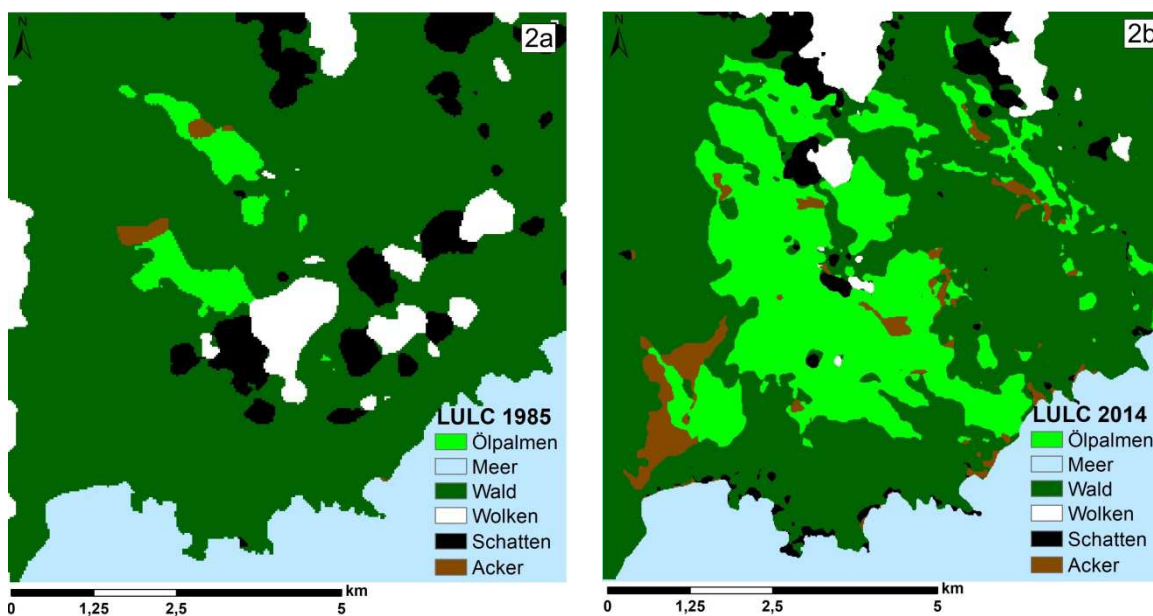 N
2a
LULC 1985
Ölpalmen
Meer
Wald
Wolken
Schatten
Acker
km
0 1,25 2,5 5
N
2b
LULC 2014
Ölpalmen
Meer
Wald
Wolken
Schatten
Acker
km
0 1,25 2,5 5